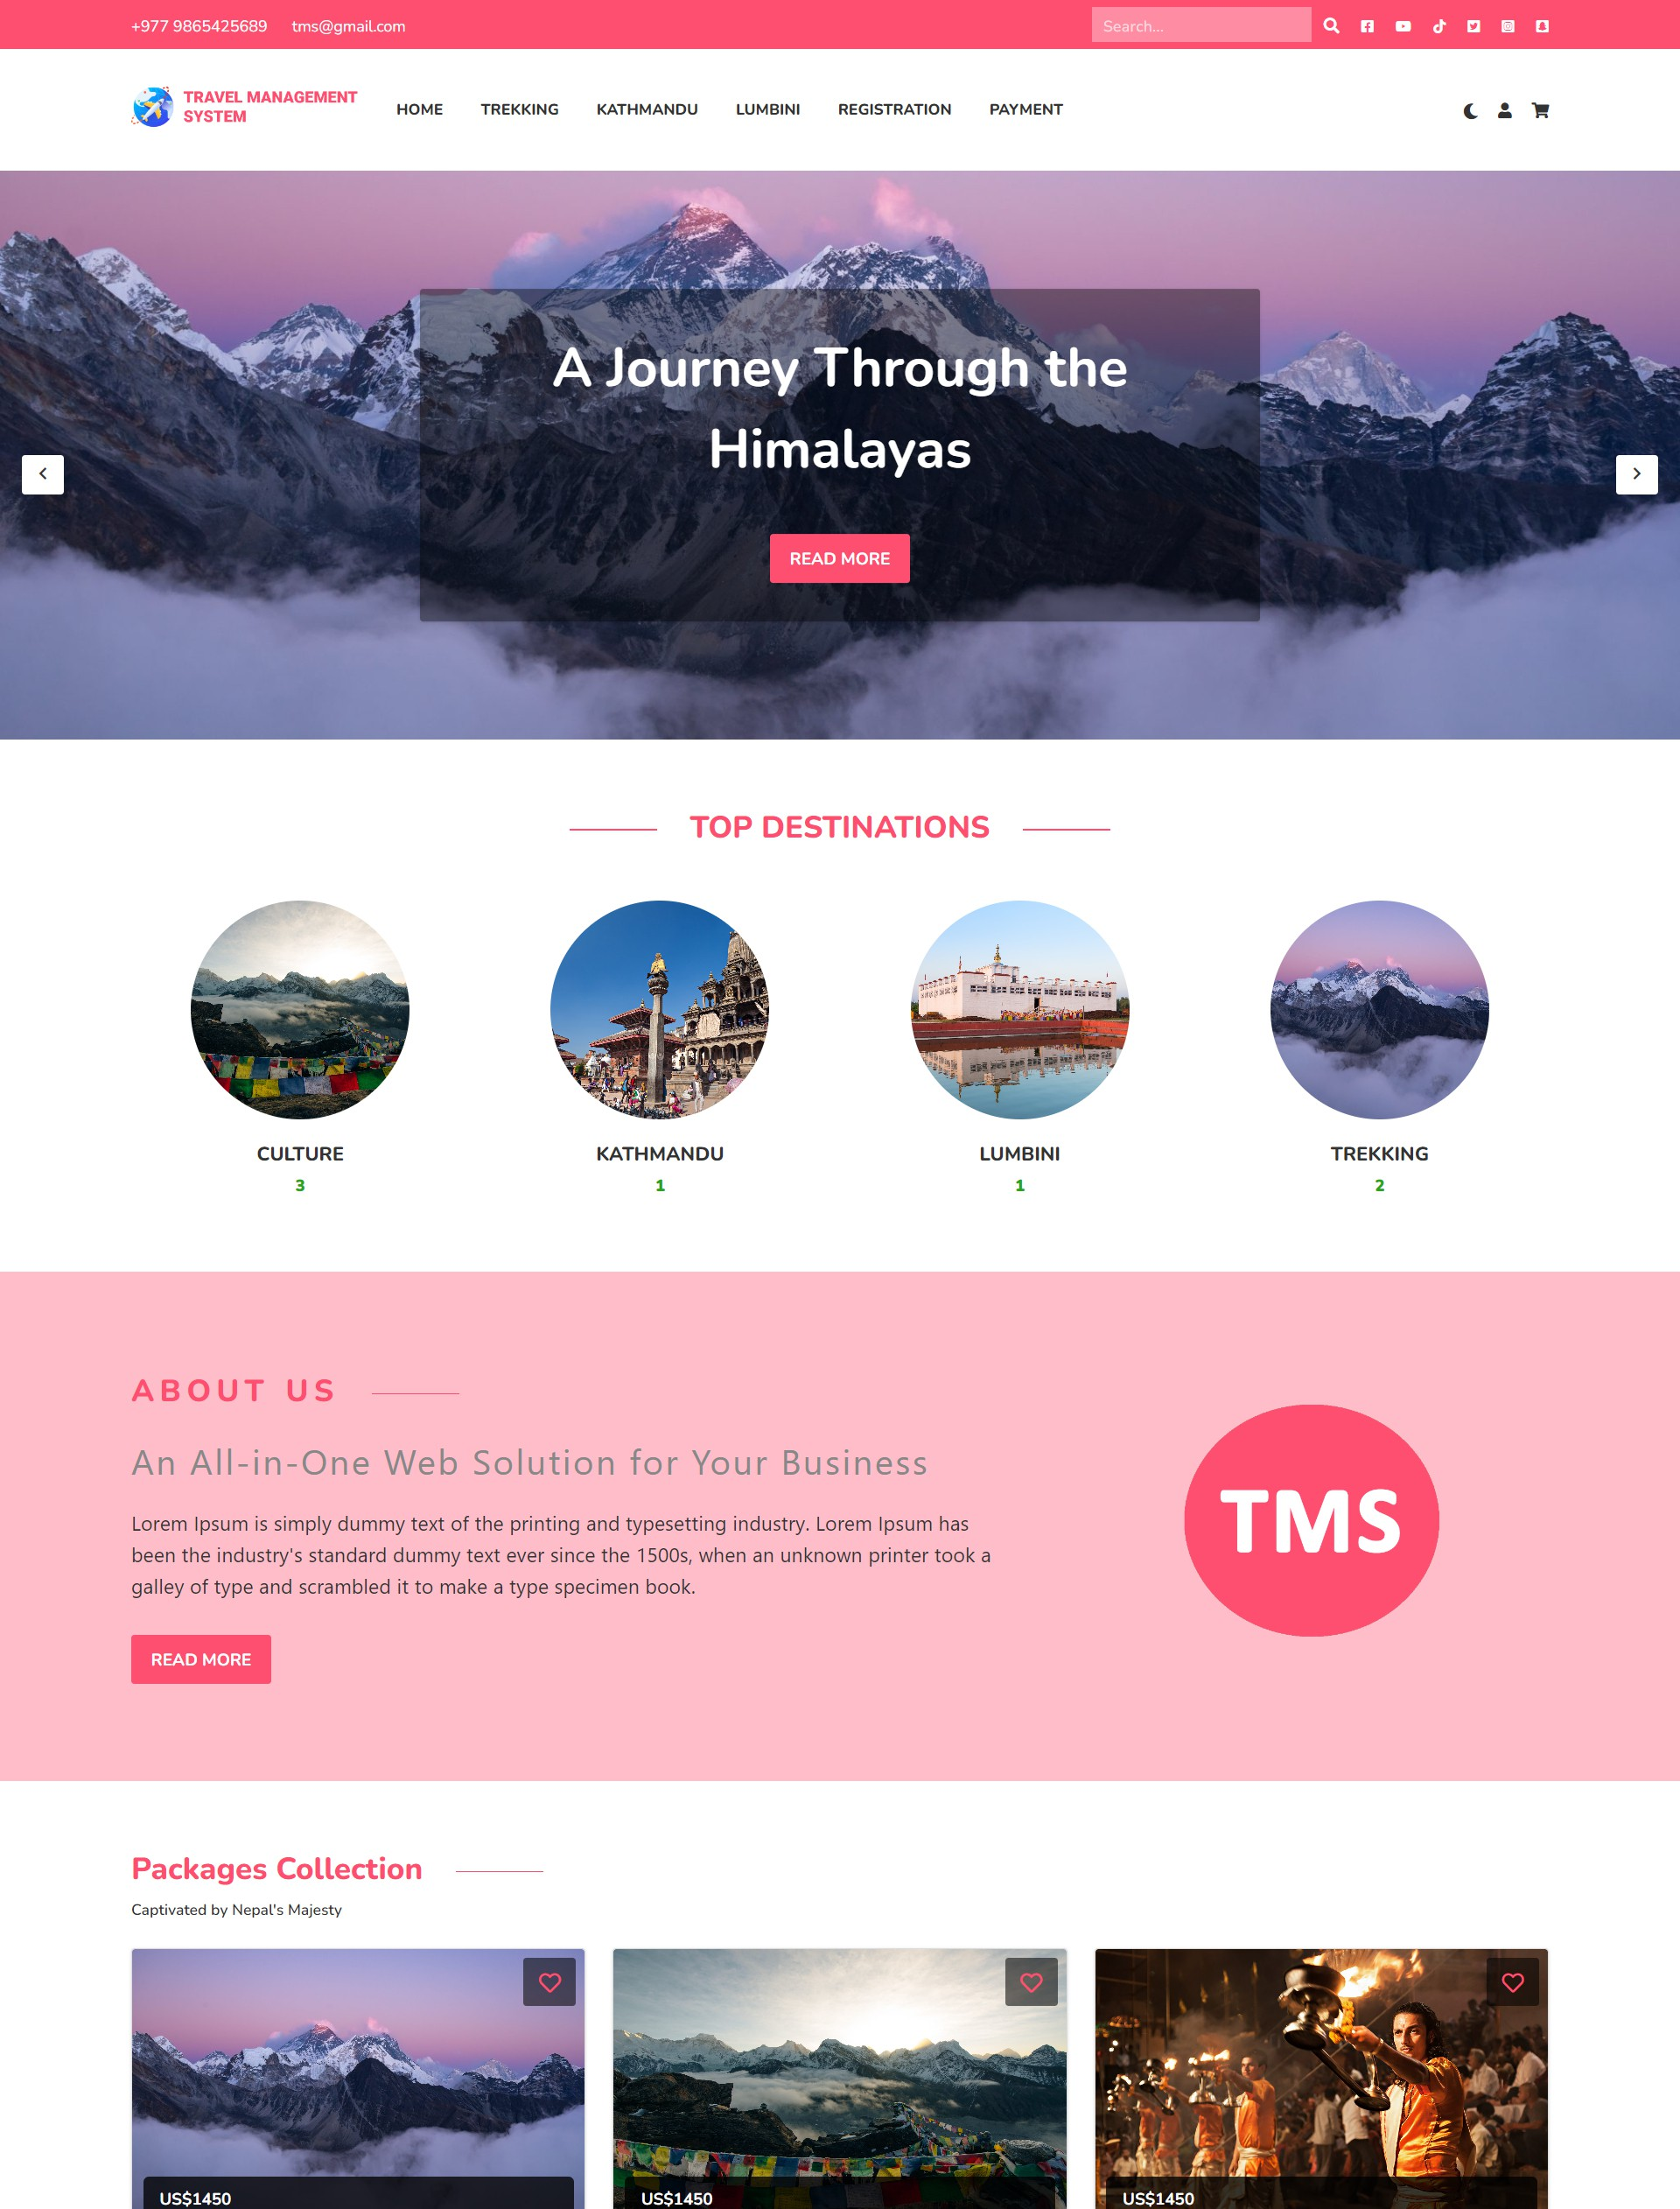 +977 9865425689 tms@gmail.com Search...
TRAVEL MANAGEMENT
SYSTEM
HOME TREKKING KATHMANDU LUMBINI REGISTRATION PAYMENT
A Journey Through the
Himalayas
READ MORE
TOP DESTINATIONS
CULTURE KATHMANDU LUMBINI TREKKING
3 1 1 2
ABOUT US
An All-in-One Web Solution for Your Business
Lorem Ipsum is simply dummy text of the printing and typesetting industry. Lorem Ipsum has
been the industry's standard dummy text ever since the 1500s, when an unknown printer took a
galley of type and scrambled it to make a type specimen book.
TMS
READ MORE
Packages Collection
Captivated by Nepal's Majesty
US$1450 US$1450 US$1450